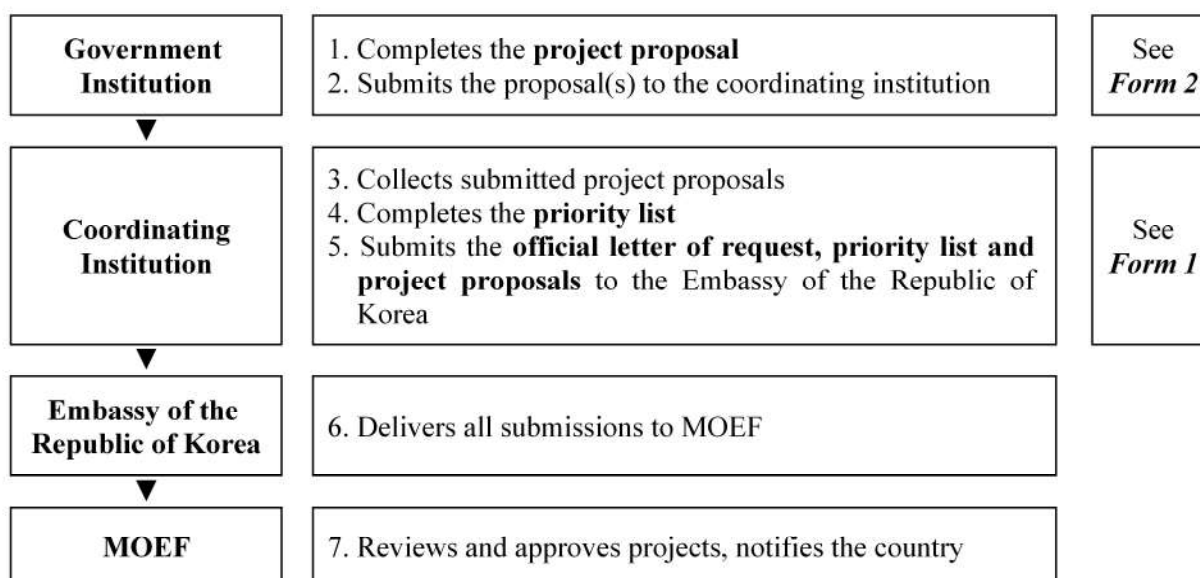 Government
Institution
1. Completes the project proposal
2. Submits the proposal(s) to the coordinating institution
See
Form 2
Coordinating
Institution
3. Collects submitted project proposals
4. Completes the priority list
5. Submits the official letter of request, priority list and
project proposals to the Embassy of the Republic of
Korea
See
Form 1
Embassy of the
Republic of Korea
6. Delivers all submissions to MOEF
MOEF
7. Reviews and approves projects, notifies the country